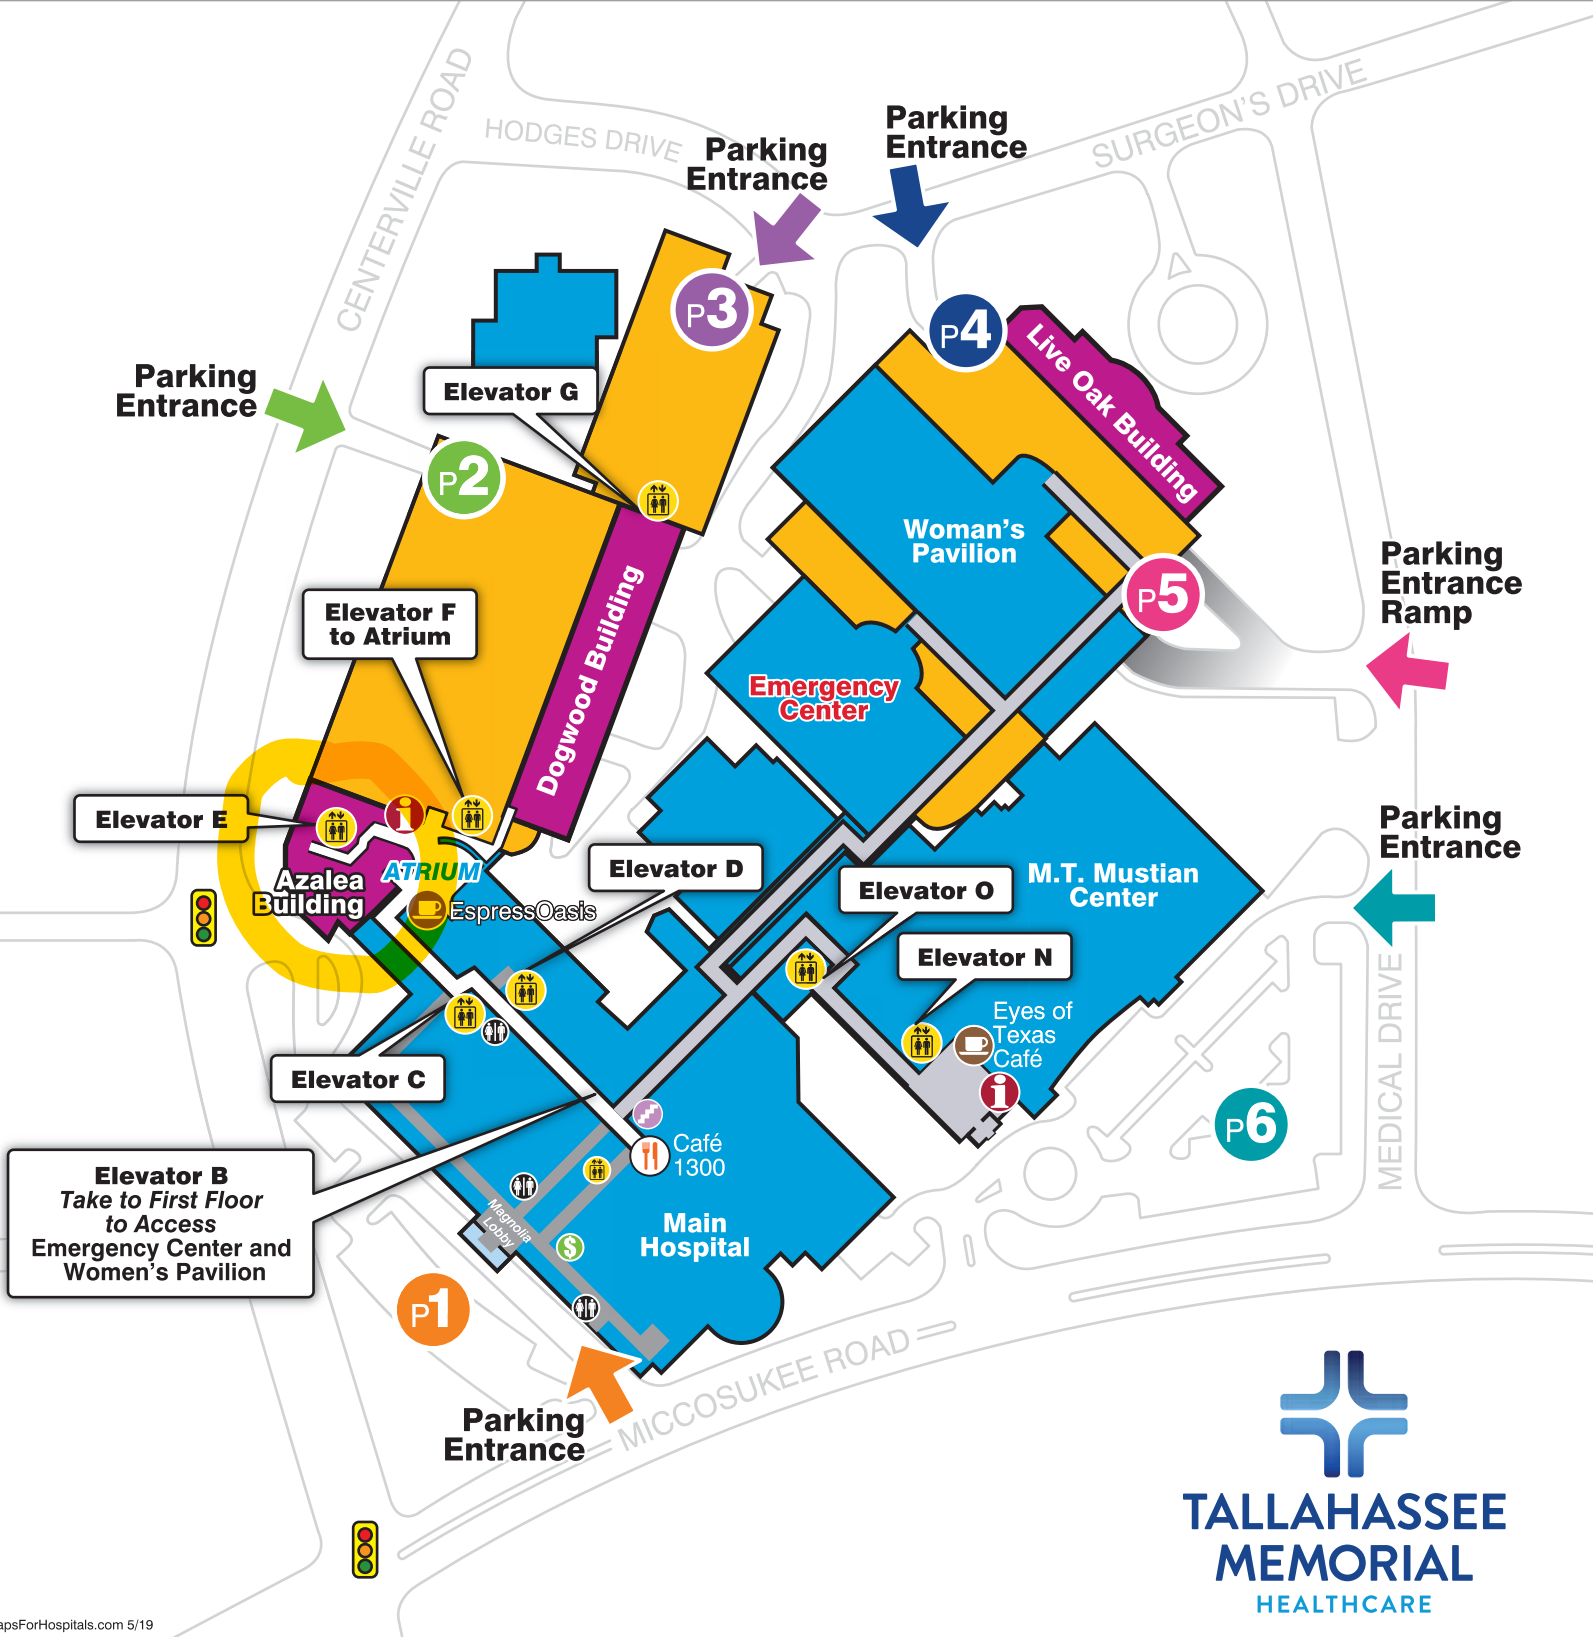 CENTERVILLE ROAD
HODGES DRIVE
SURGEON'S DRIVE
Parking
Entrance
Parking
Entrance
P3
P4
Live Oak Building
Parking
Entrance
Elevator G
P2
Woman's
Pavilion
Parking
Entrance
Ramp
P5
Elevator F
to Atrium
Dogwood Building
Emergency
Center
Elevator E
i
ATRIUM
Azalea
Building
EspressOasis
Elevator D
Elevator O
M.T. Mustian
Center
Parking
Entrance
Elevator N
Eyes of
Texas
Café
i
MEDICAL DRIVE
P6
Elevator C
Café
1300
Elevator B
Take to First Floor
to Access
Emergency Center and
Women's Pavilion
Magnolia
Lobby
$
Main
Hospital
P1
Parking
Entrance
MICCOSUKEE ROAD
TALLAHASSEE
MEMORIAL
HEALTHCARE
apsForHospitals.com 5/19